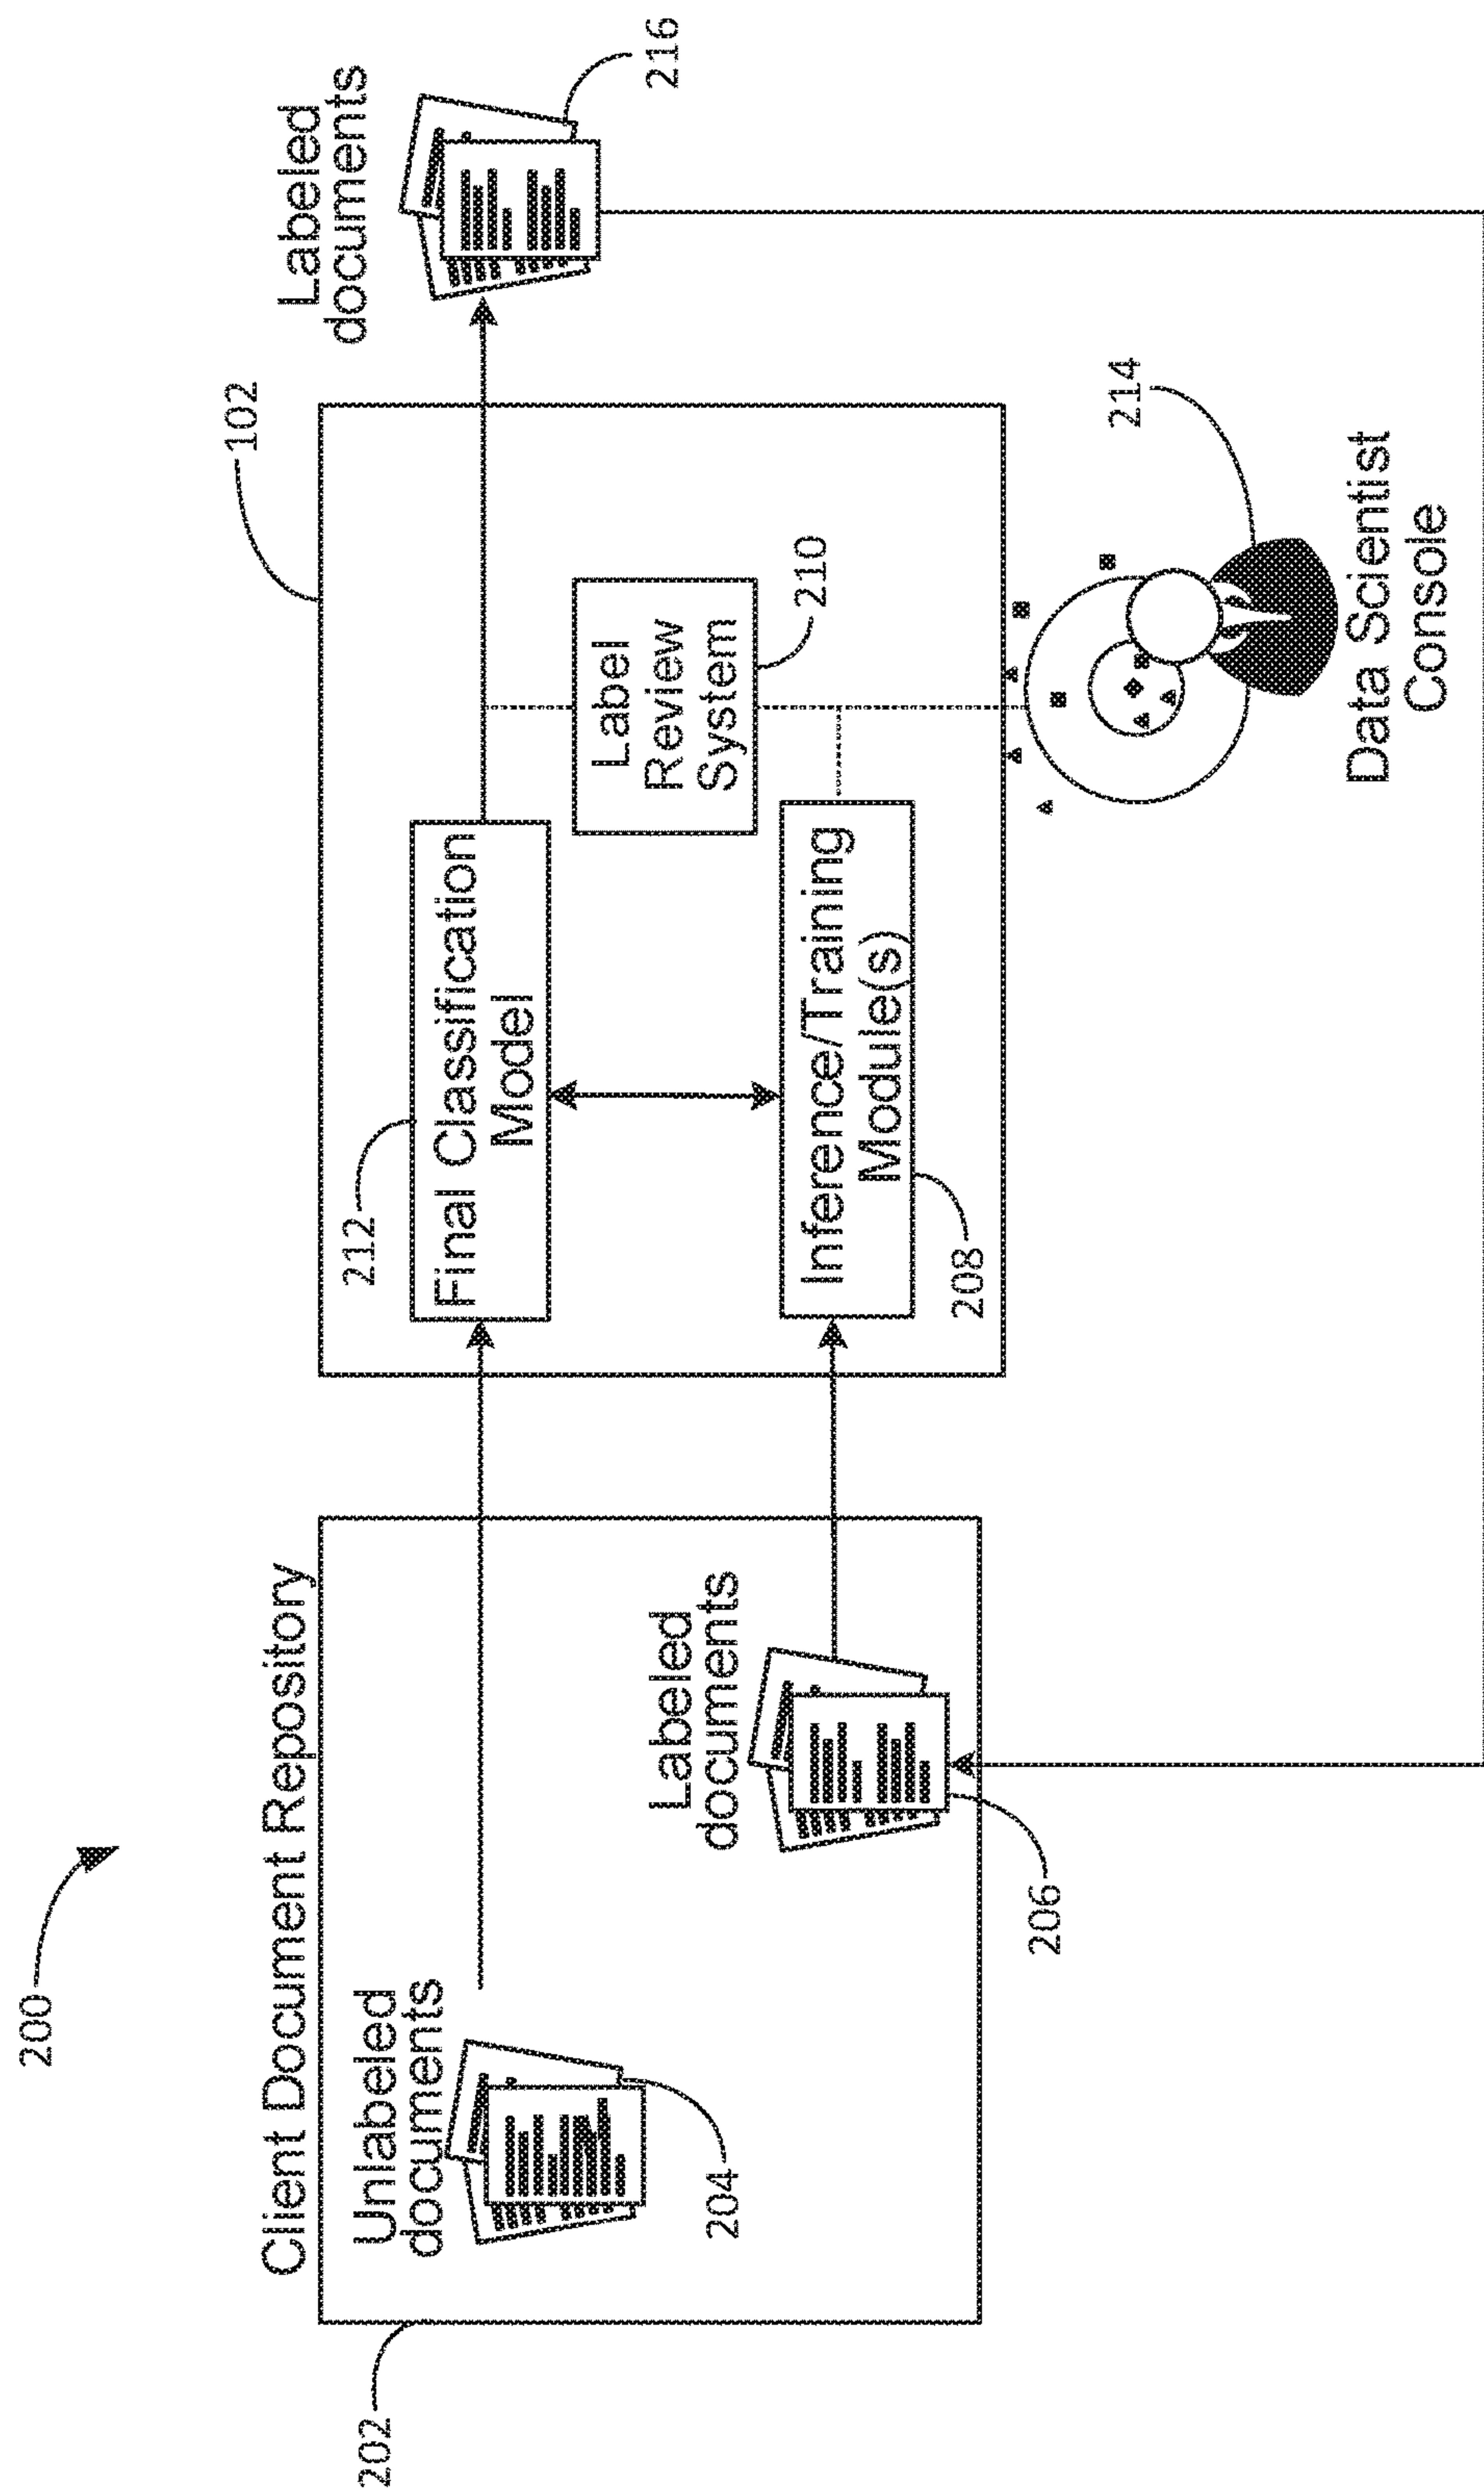 200
Client Document Repository
202
Unlabeled
documents
204
Labeled
documents
206
102
212
Final Classification
Model
Label
Review
System
210
Inference/Training
Module(s)
208
Labeled
documents
216
214
Data Scientist
Console